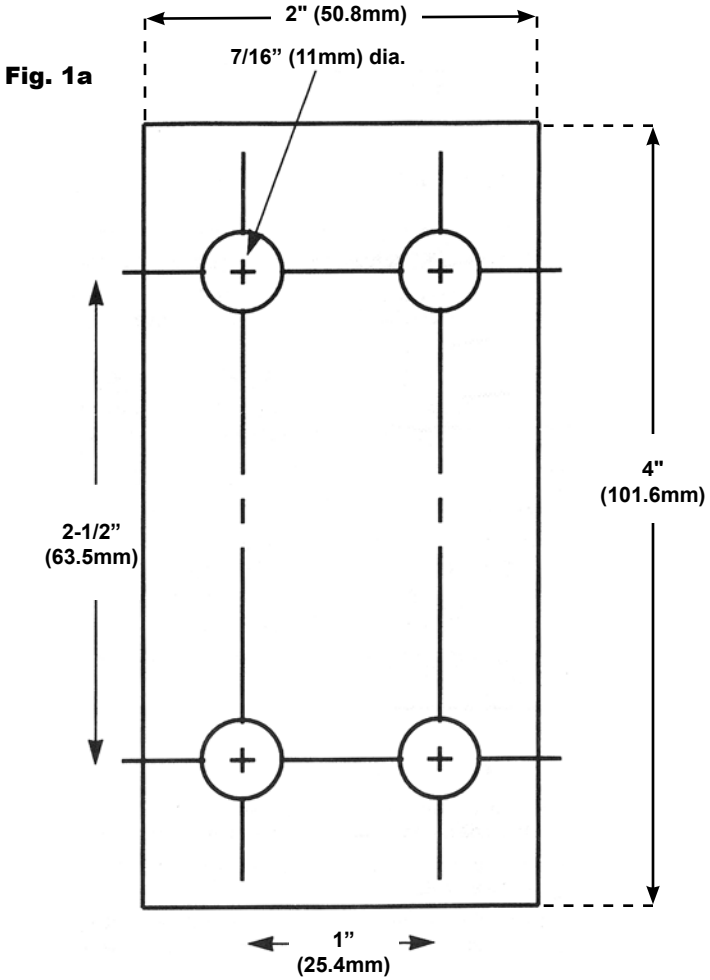 2" (50.8mm)
Fig. 1a
7/16” (11mm) dia.
4"
(101.6mm)
2-1/2”
(63.5mm)
1”
(25.4mm)